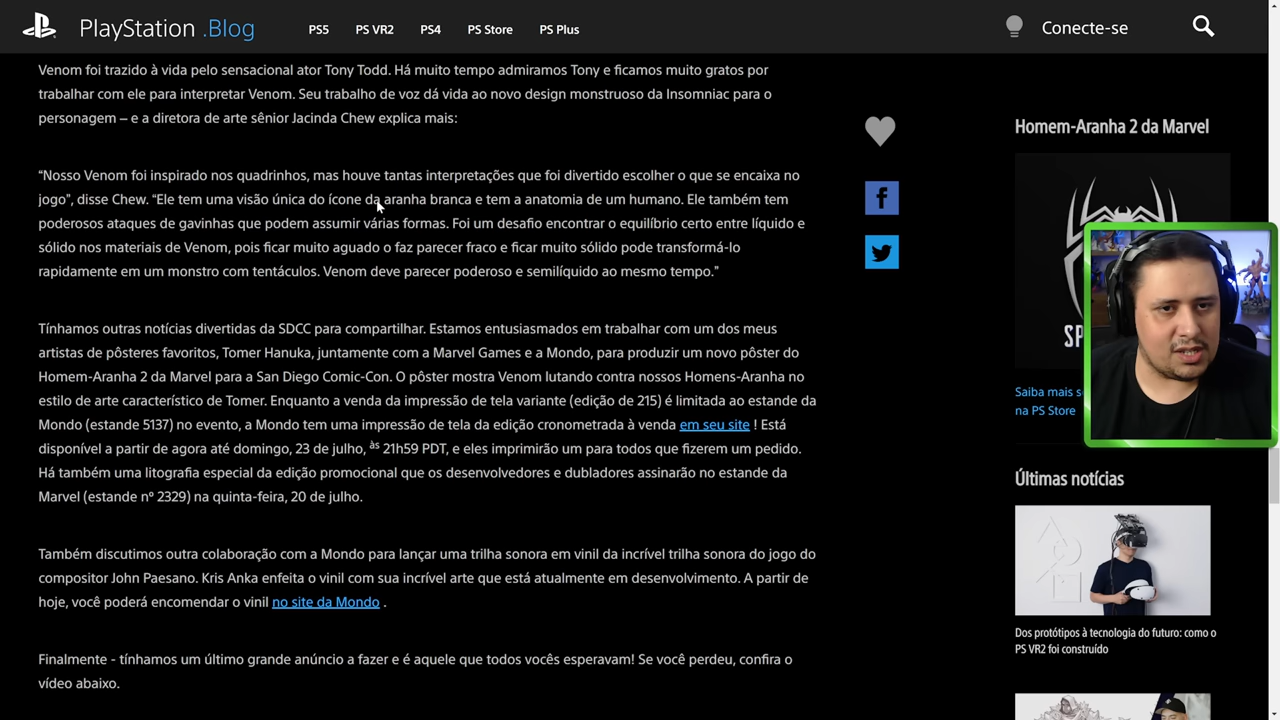 PlayStation .Blog
PS5
PS VR2
PS4
PS Store
PS Plus
Conecte-se
Venom foi trazido à vida pelo sensacional ator Tony Todd. Há muito tempo admiramos Tony e ficamos muito gratos por
trabalhar com ele para interpretar Venom. Seu trabalho de voz dá vida ao novo design monstruoso da Insomniac para o
personagem – e a diretora de arte sênior Jacinda Chew explica mais:
“Nosso Venom foi inspirado nos quadrinhos, mas houve tantas interpretações que foi divertido escolher o que se encaixa no
jogo”, disse Chew. “Ele tem uma visão única do ícone da aranha branca e tem a anatomia de um humano. Ele também tem
poderosos ataques de gavinhas que podem assumir várias formas. Foi um desafio encontrar o equilíbrio certo entre líquido e
sólido nos materiais de Venom, pois ficar muito aguado o faz parecer fraco e ficar muito sólido pode transformá-lo
rapidamente em um monstro com tentáculos. Venom deve parecer poderoso e semilíquido ao mesmo tempo.”
Tínhamos outras notícias divertidas da SDCC para compartilhar. Estamos entusiasmados em trabalhar com um dos meus
artistas de pôsteres favoritos, Tomer Hanuka, juntamente com a Marvel Games e a Mondo, para produzir um novo pôster do
Homem-Aranha 2 da Marvel para a San Diego Comic-Con. O pôster mostra Venom lutando contra nossos Homens-Aranha no
estilo de arte característico de Tomer. Enquanto a venda da impressão de tela variante (edição de 215) é limitada ao estande da
Mondo (estande 5137) no evento, a Mondo tem uma impressão de tela da edição cronometrada à venda em seu site ! Está
disponível a partir de agora até domingo, 23 de julho, às 21h59 PDT, e eles imprimirão um para todos que fizerem um pedido.
Há também uma litografia especial da edição promocional que os desenvolvedores e dubladores assinarão no estande da
Marvel (estande nº 2329) na quinta-feira, 20 de julho.
Também discutimos outra colaboração com a Mondo para lançar uma trilha sonora em vinil da incrível trilha sonora do jogo do
compositor John Paesano. Kris Anka enfeita o vinil com sua incrível arte que está atualmente em desenvolvimento. A partir de
hoje, você poderá encomendar o vinil no site da Mondo .
Finalmente - tínhamos um último grande anúncio a fazer e é aquele que todos vocês esperavam! Se você perdeu, confira o
vídeo abaixo.
Homem-Aranha 2 da Marvel
SP
Saiba mais s
na PS Store
Últimas notícias
Dos protótipos à tecnologia do futuro: como o
PS VR2 foi construído